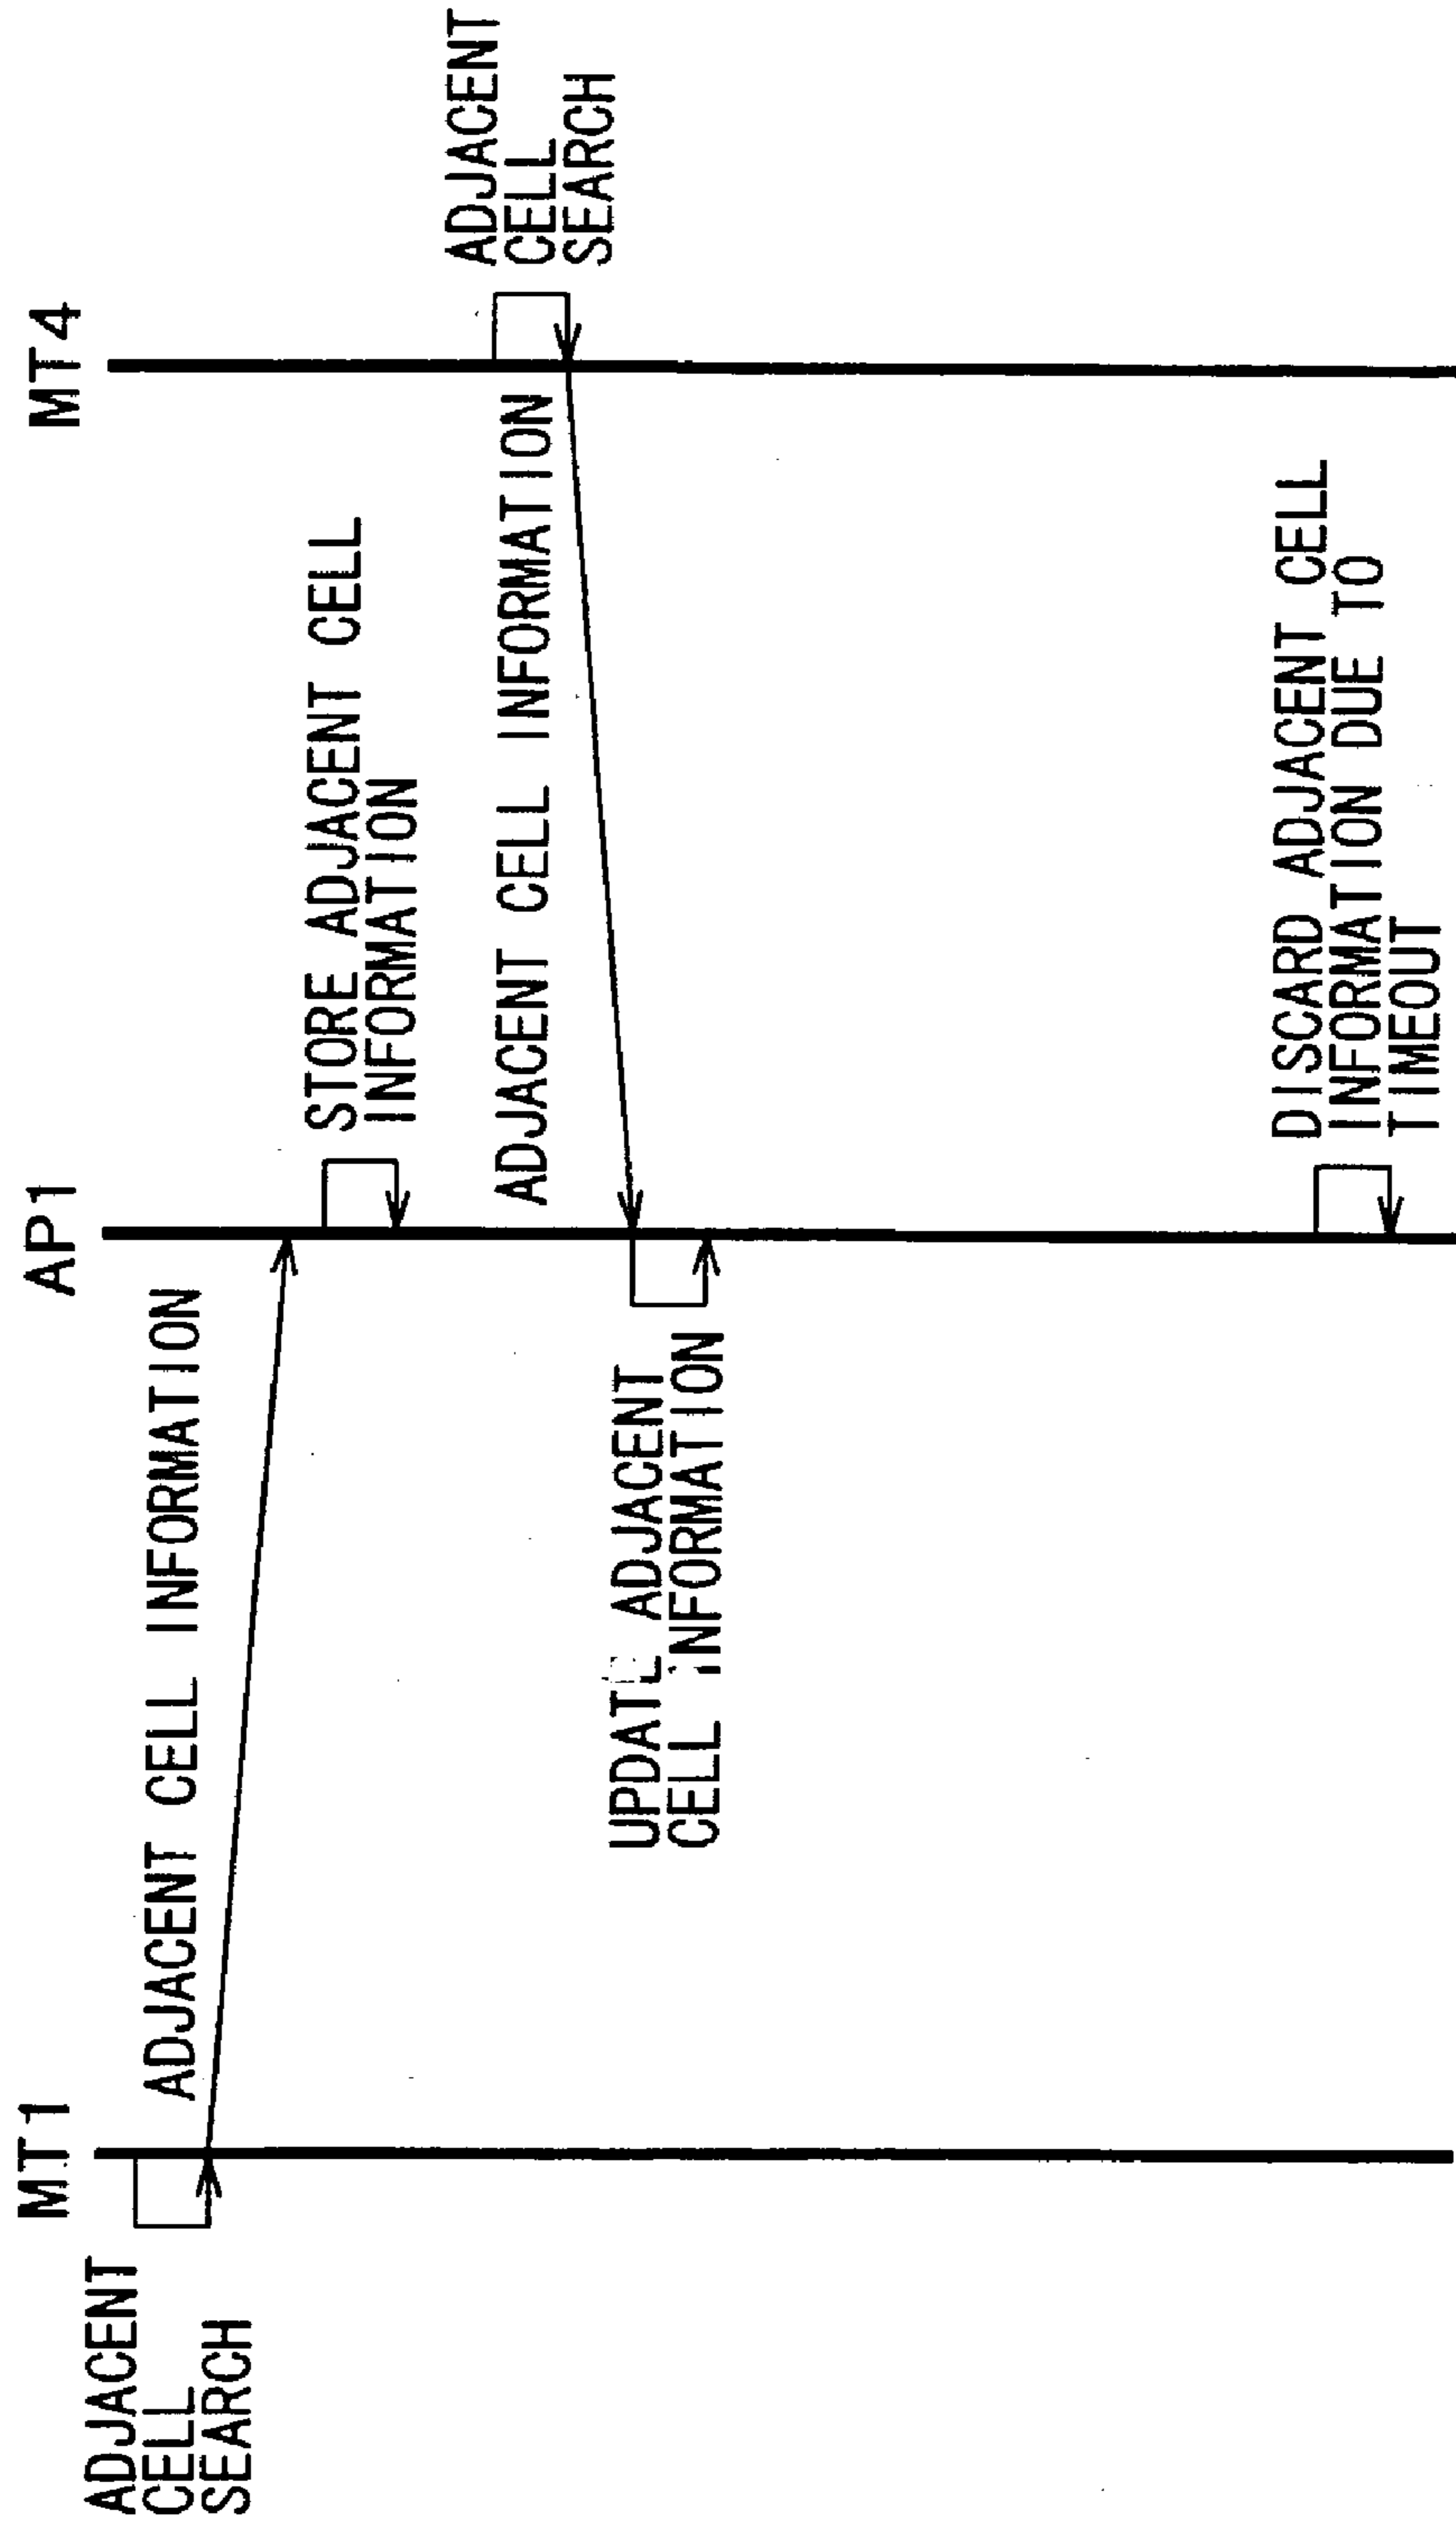 MT1
AP1
MT4
ADJACENT
CELL
SEARCH
ADJACENT CELL INFORMATION
STORE ADJACENT CELL
INFORMATION
ADJACENT
CELL
SEARCH
ADJACENT CELL INFORMATION
UPDATE ADJACENT
CELL INFORMATION
DISCARD ADJACENT CELL
INFORMATION DUE TO
TIMEOUT